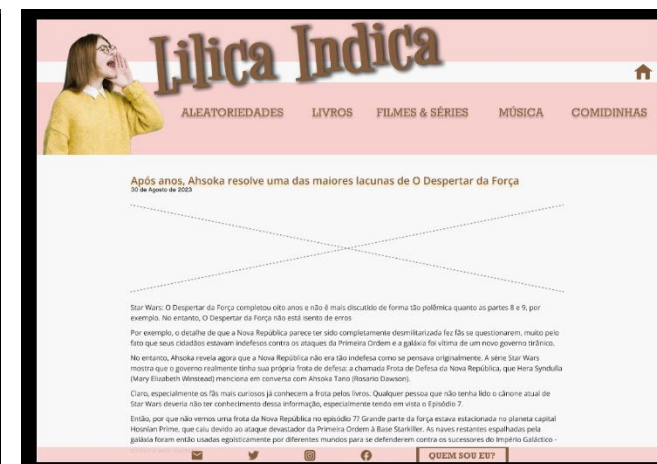 Lilica Indica
ALEATORIEDADES LIVROS FILMES & SÉRIES MÚSICA COMIDINHAS
Após anos, Ahsoka resolve uma das maiores lacunas de O Despertar da Força
30 de Agosto de 2023
Star Wars: O Despertar da Força completou oito anos e não é mais discutido de forma tão polêmica quanto as partes 8 e 9, por
exemplo. No entanto, O Despertar da Força não está isento de erros
Por exemplo, o detalhe de que a Nova República parece ter sido completamente desmilitarizada fez fãs se questionarem, muito pelo
fato que seus cidadãos estavam indefesos contra os ataques da Primeira Ordem e a galáxia foi vítima de um novo governo tirânico.
No entanto, Ahsoka revela agora que a Nova República não era tão indefesa como se pensava originalmente. A série Star Wars
mostra que o governo realmente tinha sua própria frota de defesa: a chamada Frota de Defesa da Nova República, que Hera Syndulla
(Mary Elizabeth Winstead) menciona em conversa com Ahsoka Tano (Rosario Dawson).
Claro, especialmente os fãs mais curiosos já conhecem a frota pelos livros. Qualquer pessoa que não tenha lido o cânone atual de
Star Wars deveria não ter conhecimento dessa informação, especialmente tendo em vista o Episódio 7.
Então, por que não vemos uma frota da Nova República no episódio 7? Grande parte da força estava estacionada no planeta capital
Hosnian Prime, que caiu devido ao ataque devastador da Primeira Ordem à Base Starkiller. As naves restantes espalhadas pela
galáxia foram então usadas egoisticamente por diferentes mundos para se defenderem contra os sucessores do Império Galáctico -
QUEM SOU EU?